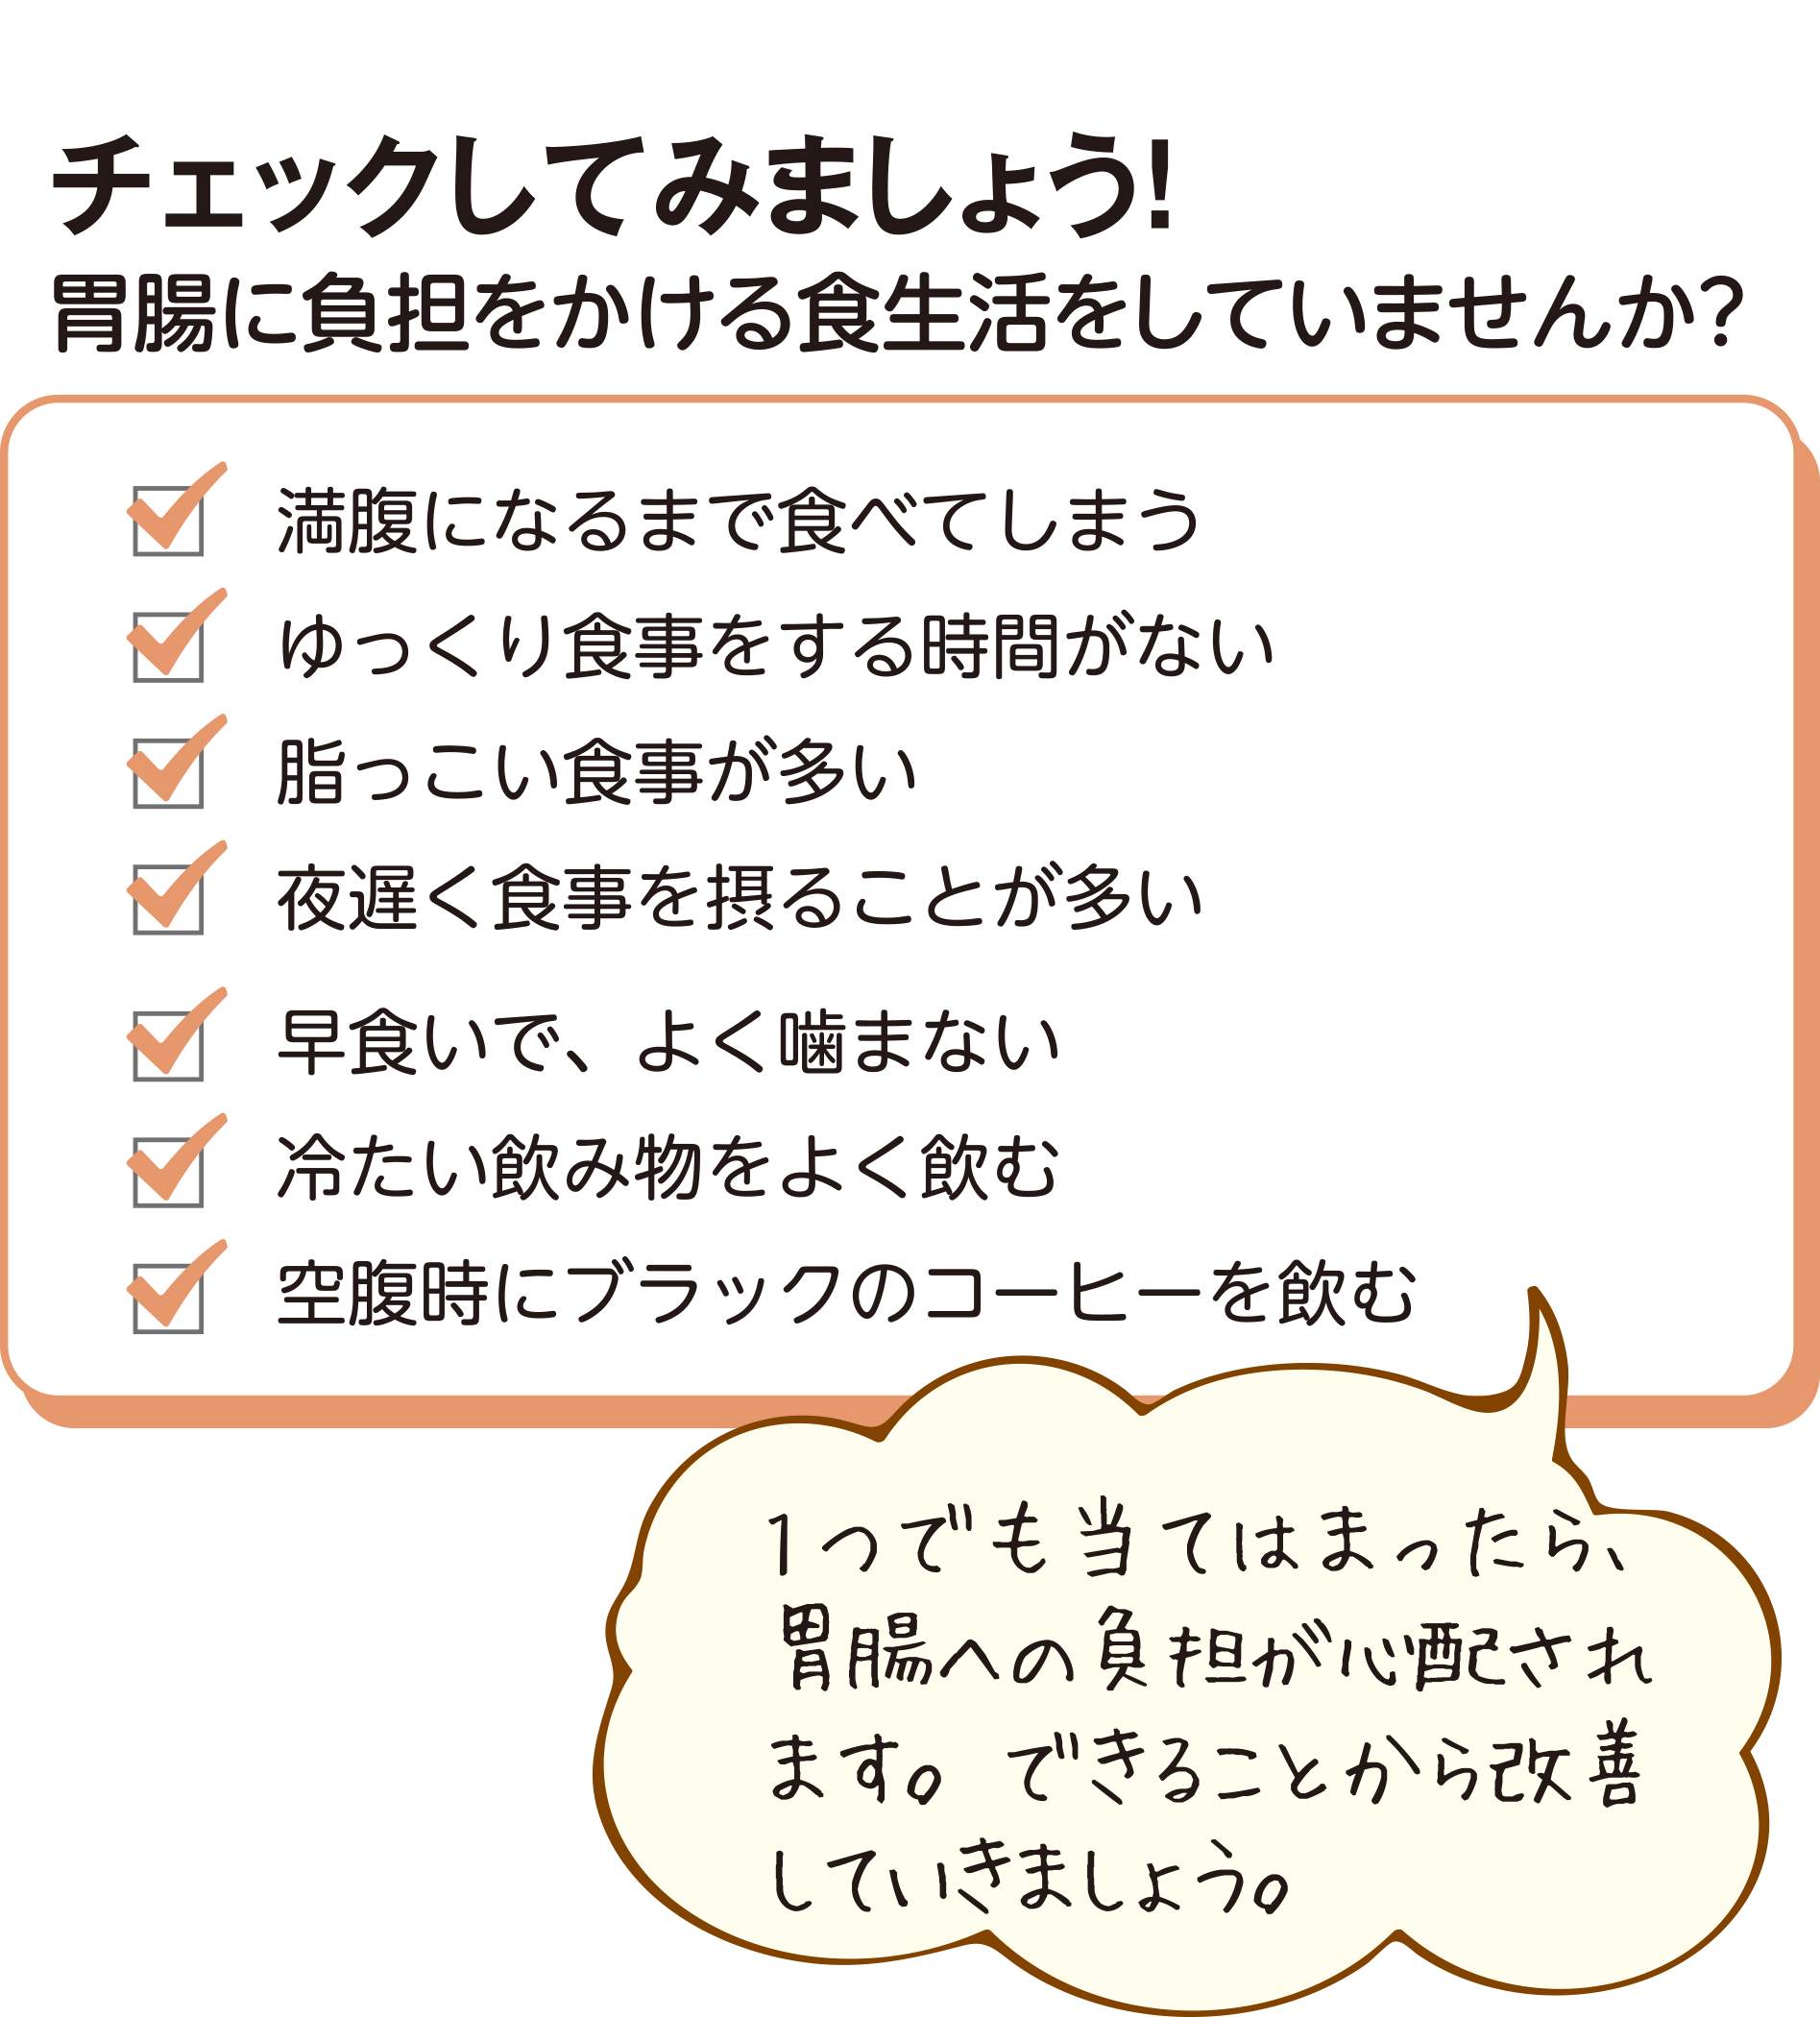 チェックしてみましょう!
胃腸に負担をかける食生活をしていませんか?
満腹になるまで食べてしまう
ゆっくり食事をする時間がない
脂っこい食事が多い
夜遅く食事を摂ることが多い
早食いで、よく噛まない
冷たい飲み物をよく飲む
空腹時にブラックのコーヒーを飲む
1つでも当てはまったら、
胃腸への負担が心配され
ます。できることから改善
していきましょう。